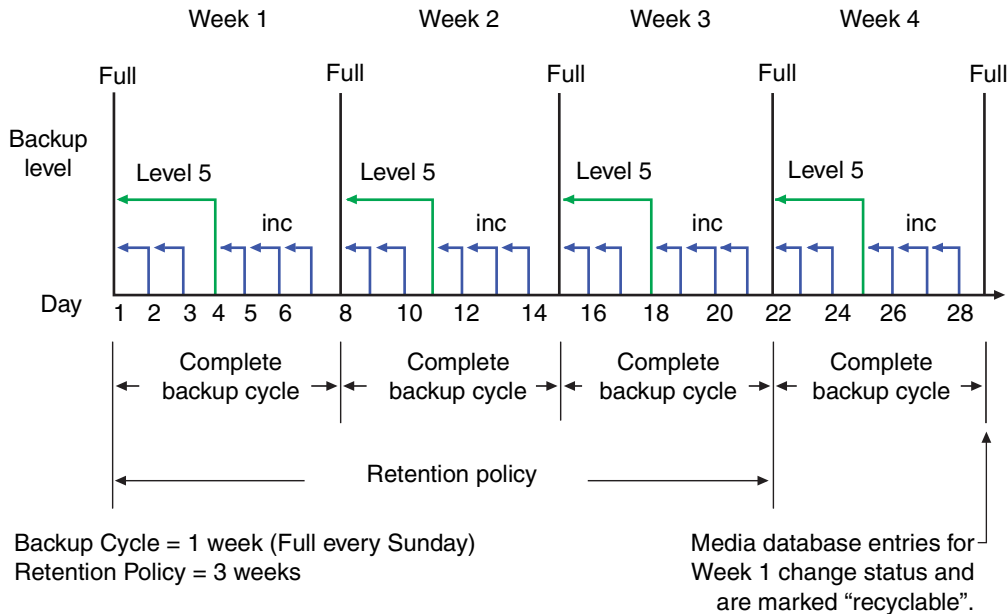 Week 1 Week 2 Week 3 Week 4
Full Full Full Full Full
Backup
level
Level 5 Level 5 Level 5 Level 5
inc inc inc inc
Day 1 2 3 4 5 6 8 10 12 14 16 18 20 22 24 26 28
Complete
backup cycle
Complete
backup cycle
Complete
backup cycle
Complete
backup cycle
Retention policy
Backup Cycle = 1 week (Full every Sunday)
Retention Policy = 3 weeks
Media database entries for
Week 1 change status and
are marked “recyclable”.